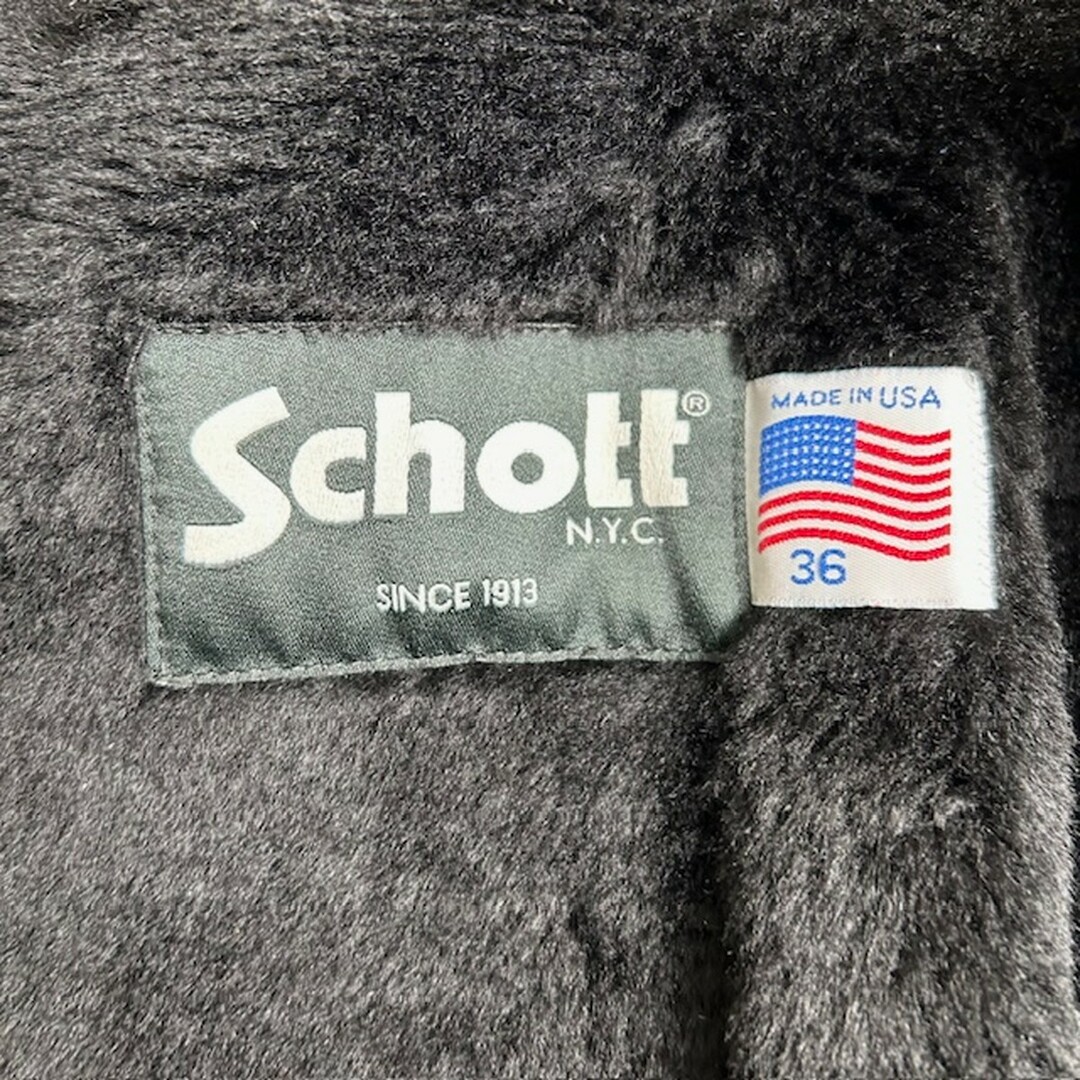 Schott®
N.Y.C.
SINCE 1913
MADE IN USA
36